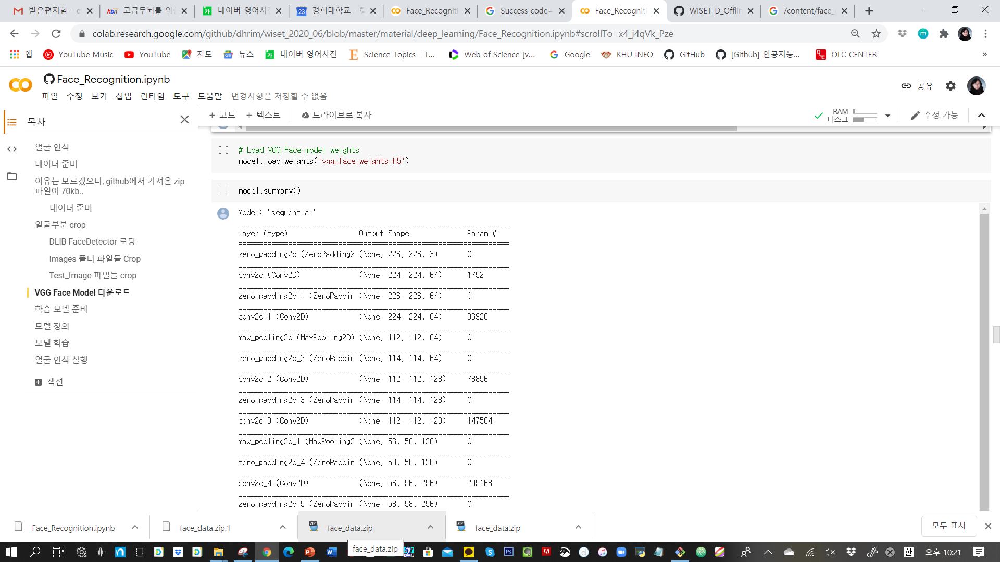 받은편지함 - e
고급두뇌를 위한
네이버 영어사전
경희대학교 - 캘
Face_Recogniti
Success code=
Face_Recogniti
WISET-D_Offlin
/content/face_
colab.research.google.com/github/dhrim/wiset_2020_06/blob/master/material/deep_learning/Face_Recognition.ipynb#scrollTo=x4_j4qVk_Pze
앱
YouTube Music
YouTube
지도
뉴스
네이버 영어사전
Science Topics - T...
Web of Science [v....
Google
KHU INFO
GitHub
[Github] 인공지능...
OLC CENTER
»
Face_Recognition.ipynb
파일 수정 보기 삽입 런타임 도구 도움말 변경사항을 저장할 수 없음
공유
목차
+ 코드 + 텍스트
드라이브로 복사
RAM
디스크
수정 가능
얼굴 인식
데이터 준비
이유는 모르겠으나, github에서 가져온 zip
파일이 70kb..
데이터 준비
얼굴부분 crop
DLIB FaceDetector 로딩
Images 폴더 파일들 Crop
Test_Image 파일들 crop
VGG Face Model 다운로드
학습 모델 준비
모델 정의
모델 학습
얼굴 인식 실행
섹션
[ ] # Load VGG Face model weights
model.load_weights('vgg_face_weights.h5')
[ ] model.summary()
Model: "sequential"
Layer (type) Output Shape Param #
zero_padding2d (ZeroPadding2 (None, 226, 226, 3) 0
conv2d (Conv2D) (None, 224, 224, 64) 1792
zero_padding2d_1 (ZeroPaddin (None, 226, 226, 64) 0
conv2d_1 (Conv2D) (None, 224, 224, 64) 36928
max_pooling2d (MaxPooling2D) (None, 112, 112, 64) 0
zero_padding2d_2 (ZeroPaddin (None, 114, 114, 64) 0
conv2d_2 (Conv2D) (None, 112, 112, 128) 73856
zero_padding2d_3 (ZeroPaddin (None, 114, 114, 128) 0
conv2d_3 (Conv2D) (None, 112, 112, 128) 147584
max_pooling2d_1 (MaxPooling2 (None, 56, 56, 128) 0
zero_padding2d_4 (ZeroPaddin (None, 58, 58, 128) 0
conv2d_4 (Conv2D) (None, 56, 56, 256) 295168
zero_padding2d_5 (ZeroPaddin (None, 58, 58, 256) 0
Face_Recognition.ipynb
face_data.zip.1
face_data.zip
face_data.zip
모두 표시
face_data.zip
한
오후 10:21